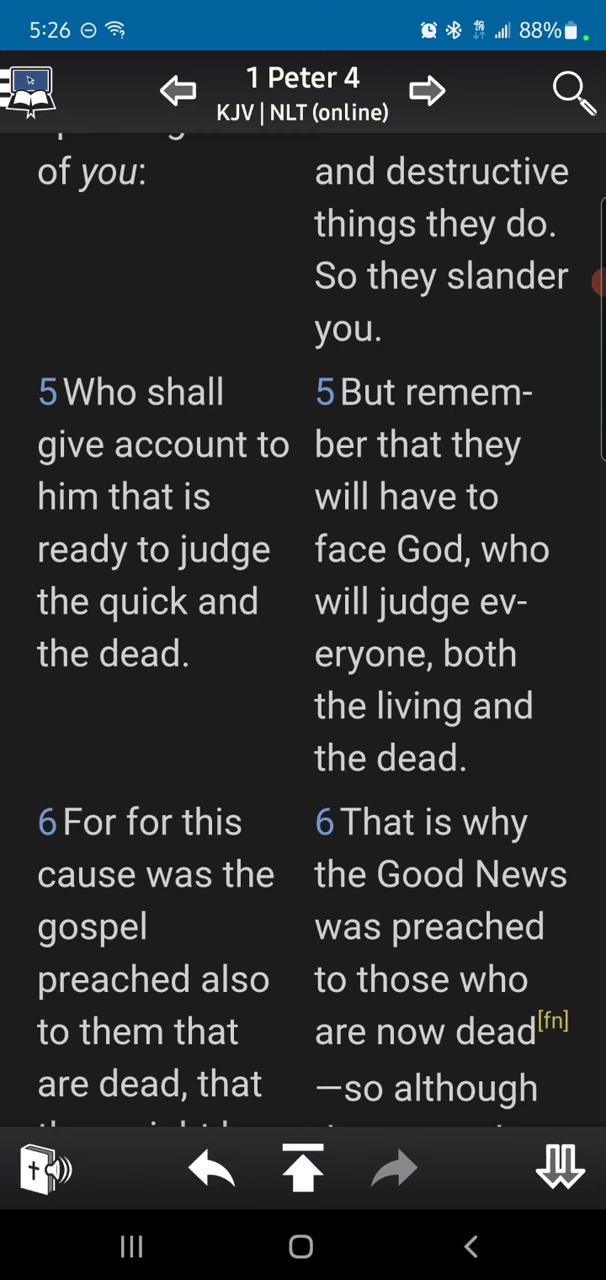 5:26 88%
1 Peter 4
KJV | NLT (online)
of you:
5 Who shall
give account to
him that is
ready to judge
the quick and
the dead.
6 For for this
cause was the
gospel
preached also
to them that
are dead, that
and destructive
things they do.
So they slander
you.
5 But remem-
ber that they
will have to
face God, who
will judge ev-
eryone, both
the living and
the dead.
6 That is why
the Good News
was preached
to those who
are now dead[fn]
—so although